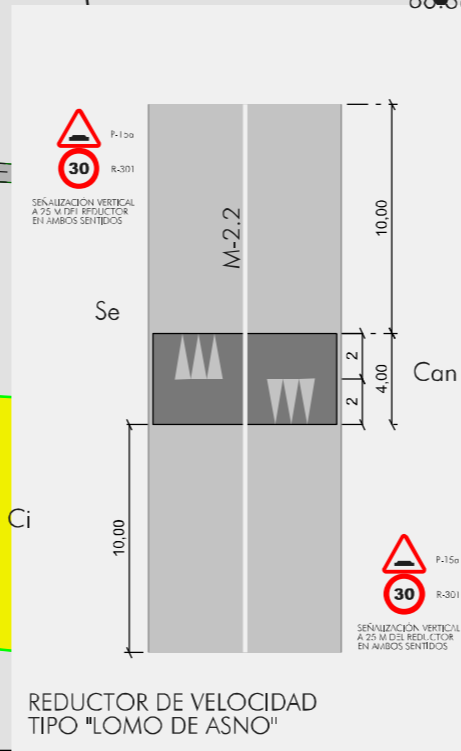 P-15a
30
R-301
SEÑALIZACIÓN VERTICAL
A 25 M DEL REDUCTOR
EN AMBOS SENTIDOS
M-2.2
10,00
Se
2
4,00
2
Can
Ci
10,00
P-15a
30
R-301
SEÑALIZACIÓN VERTICAL
A 25 M DEL REDUCTOR
EN AMBOS SENTIDOS
REDUCTOR DE VELOCIDAD
TIPO "LOMO DE ASNO"